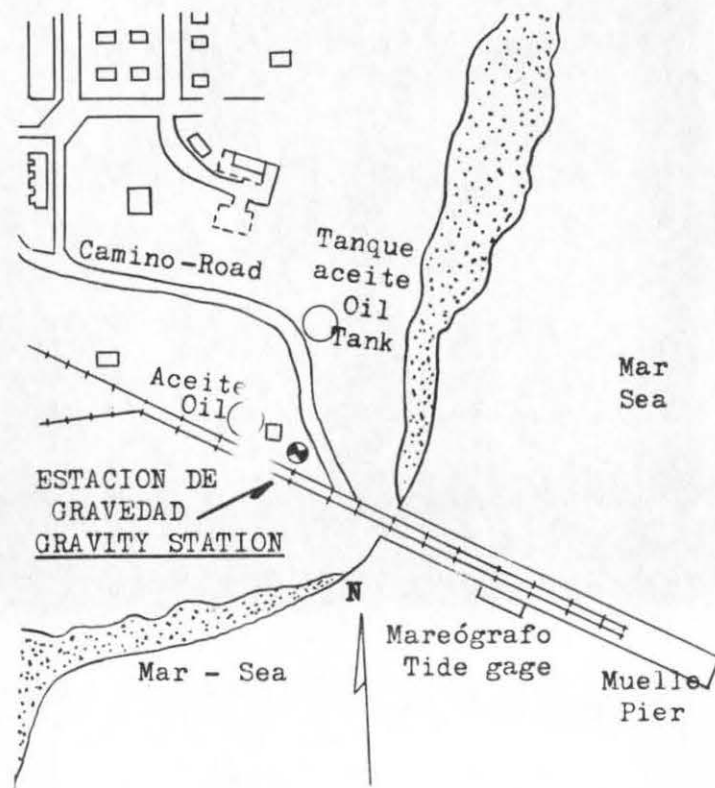 Camino-Road
Tanque
aceite
Oil
Tank
Mar
Sea
Aceite
Oil
ESTACION DE
GRAVEDAD
GRAVITY STATION
N
Mareógrafo
Tide gage
Mar - Sea
Muelle
Pier